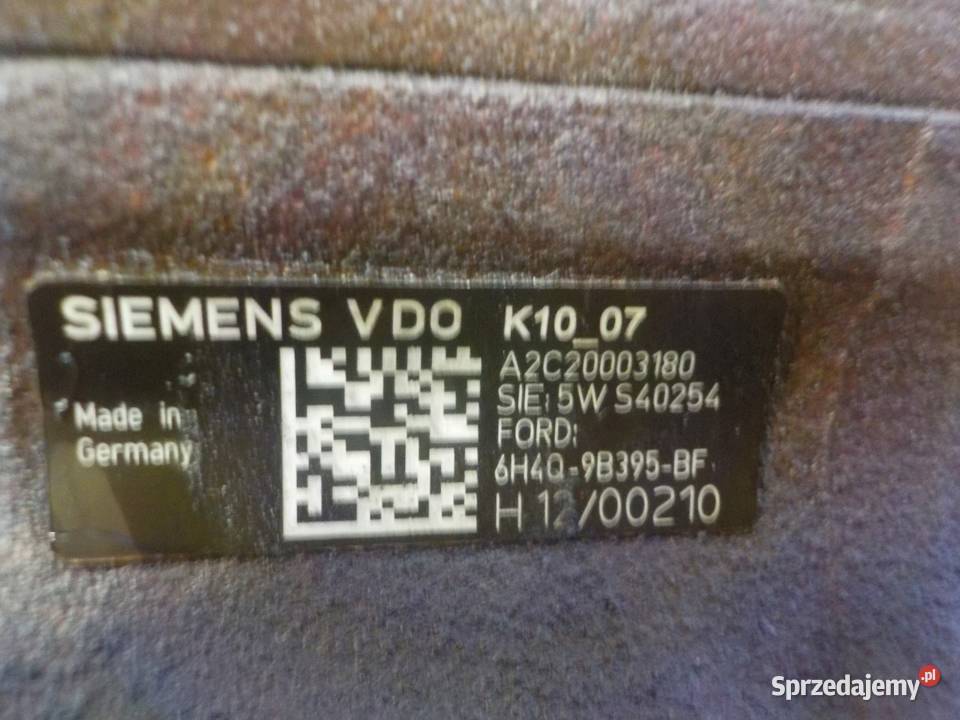 SIEMENS VDO
K10_07
A2C20003180
SIE: 5W S40254
FORD:
6H4Q-9B395-BF
H 12/00210
Made in
Germany
Sprzedajemy.pl